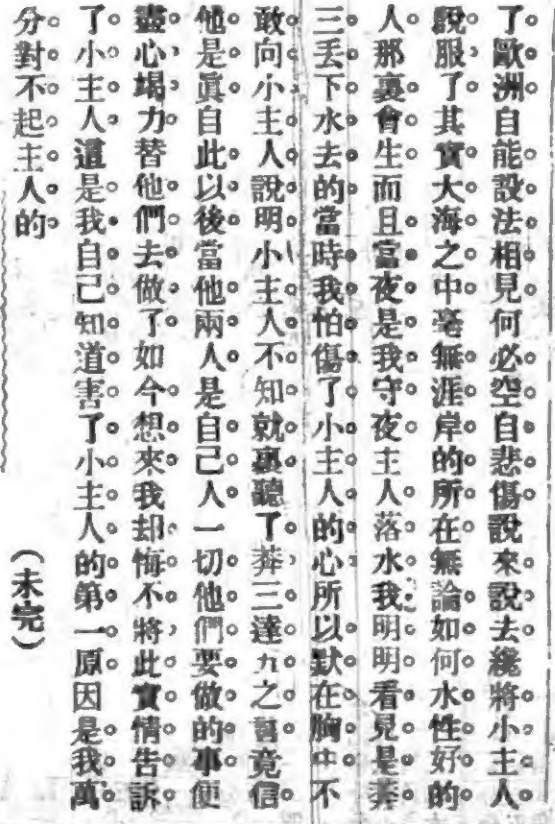 了歐洲自能設法相見何必空自悲傷說來說去纔將小主人
說服了其實大海之中毫無涯岸的所在無論如何水性好的
人那裏會生而且當夜是我守夜主人落水我明明看見是莽
三丟下水去的當時我怕傷了小主人的心所以默在胸中不
敢向小主人說明小主人不知就裏聽了莽三達九之言竟信
他是眞自此以後當他兩人是自己人一切他們要做的事便
盡心竭力替他們去做了如今想來我却悔不將此實情告訴
了小主人這是我自己知道害了小主人的第一原因是我萬
分對不起主人的
（未完）